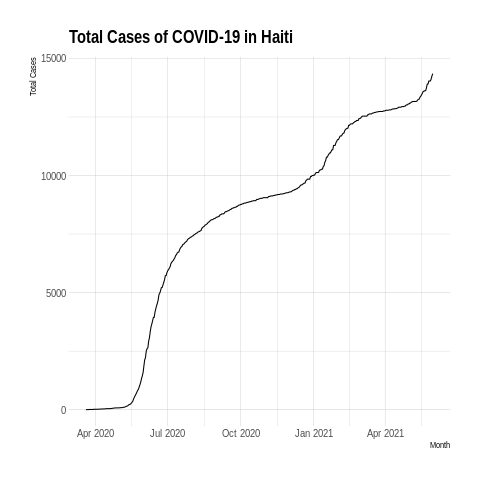 Total Cases of COVID-19 in Haiti
Total Cases
15000
10000
5000
0
Apr 2020 Jul 2020 Oct 2020 Jan 2021 Apr 2021
Month